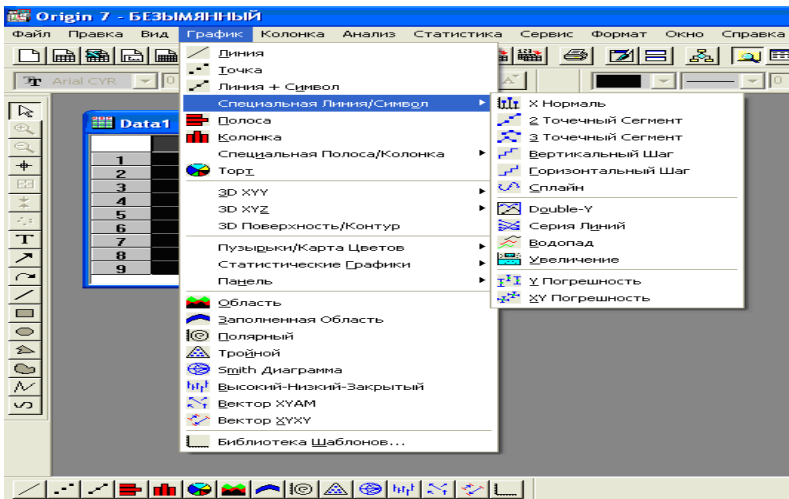 Origin 7 - БЕЗЫМЯННЫЙ
Файл Правка Вид График Колонка Анализ Статистика Сервис Формат Окно Справка
Arial CYR 0
0
Data1
1
2
3
4
5
6
7
8
9
Линия
Точка
Линия + Символ
Специальная Линия/Символ
Полоса
Колонка
Специальная Полоса/Колонка
Торт
3D XYY
3D XYZ
3D Поверхность/Контур
Пузырьки/Карта Цветов
Статистические Графики
Панель
Область
Заполненная Область
Полярный
Тройной
Smith Диаграмма
Высокий-Низкий-Закрытый
Вектор XYAM
Вектор XYXY
Библиотека Шаблонов...
X Нормаль
2 Точечный Сегмент
3 Точечный Сегмент
Вертикальный Шаг
Горизонтальный Шаг
Сплайн
Double-Y
Серия Линий
Водопад
Увеличение
Y Погрешность
XY Погрешность